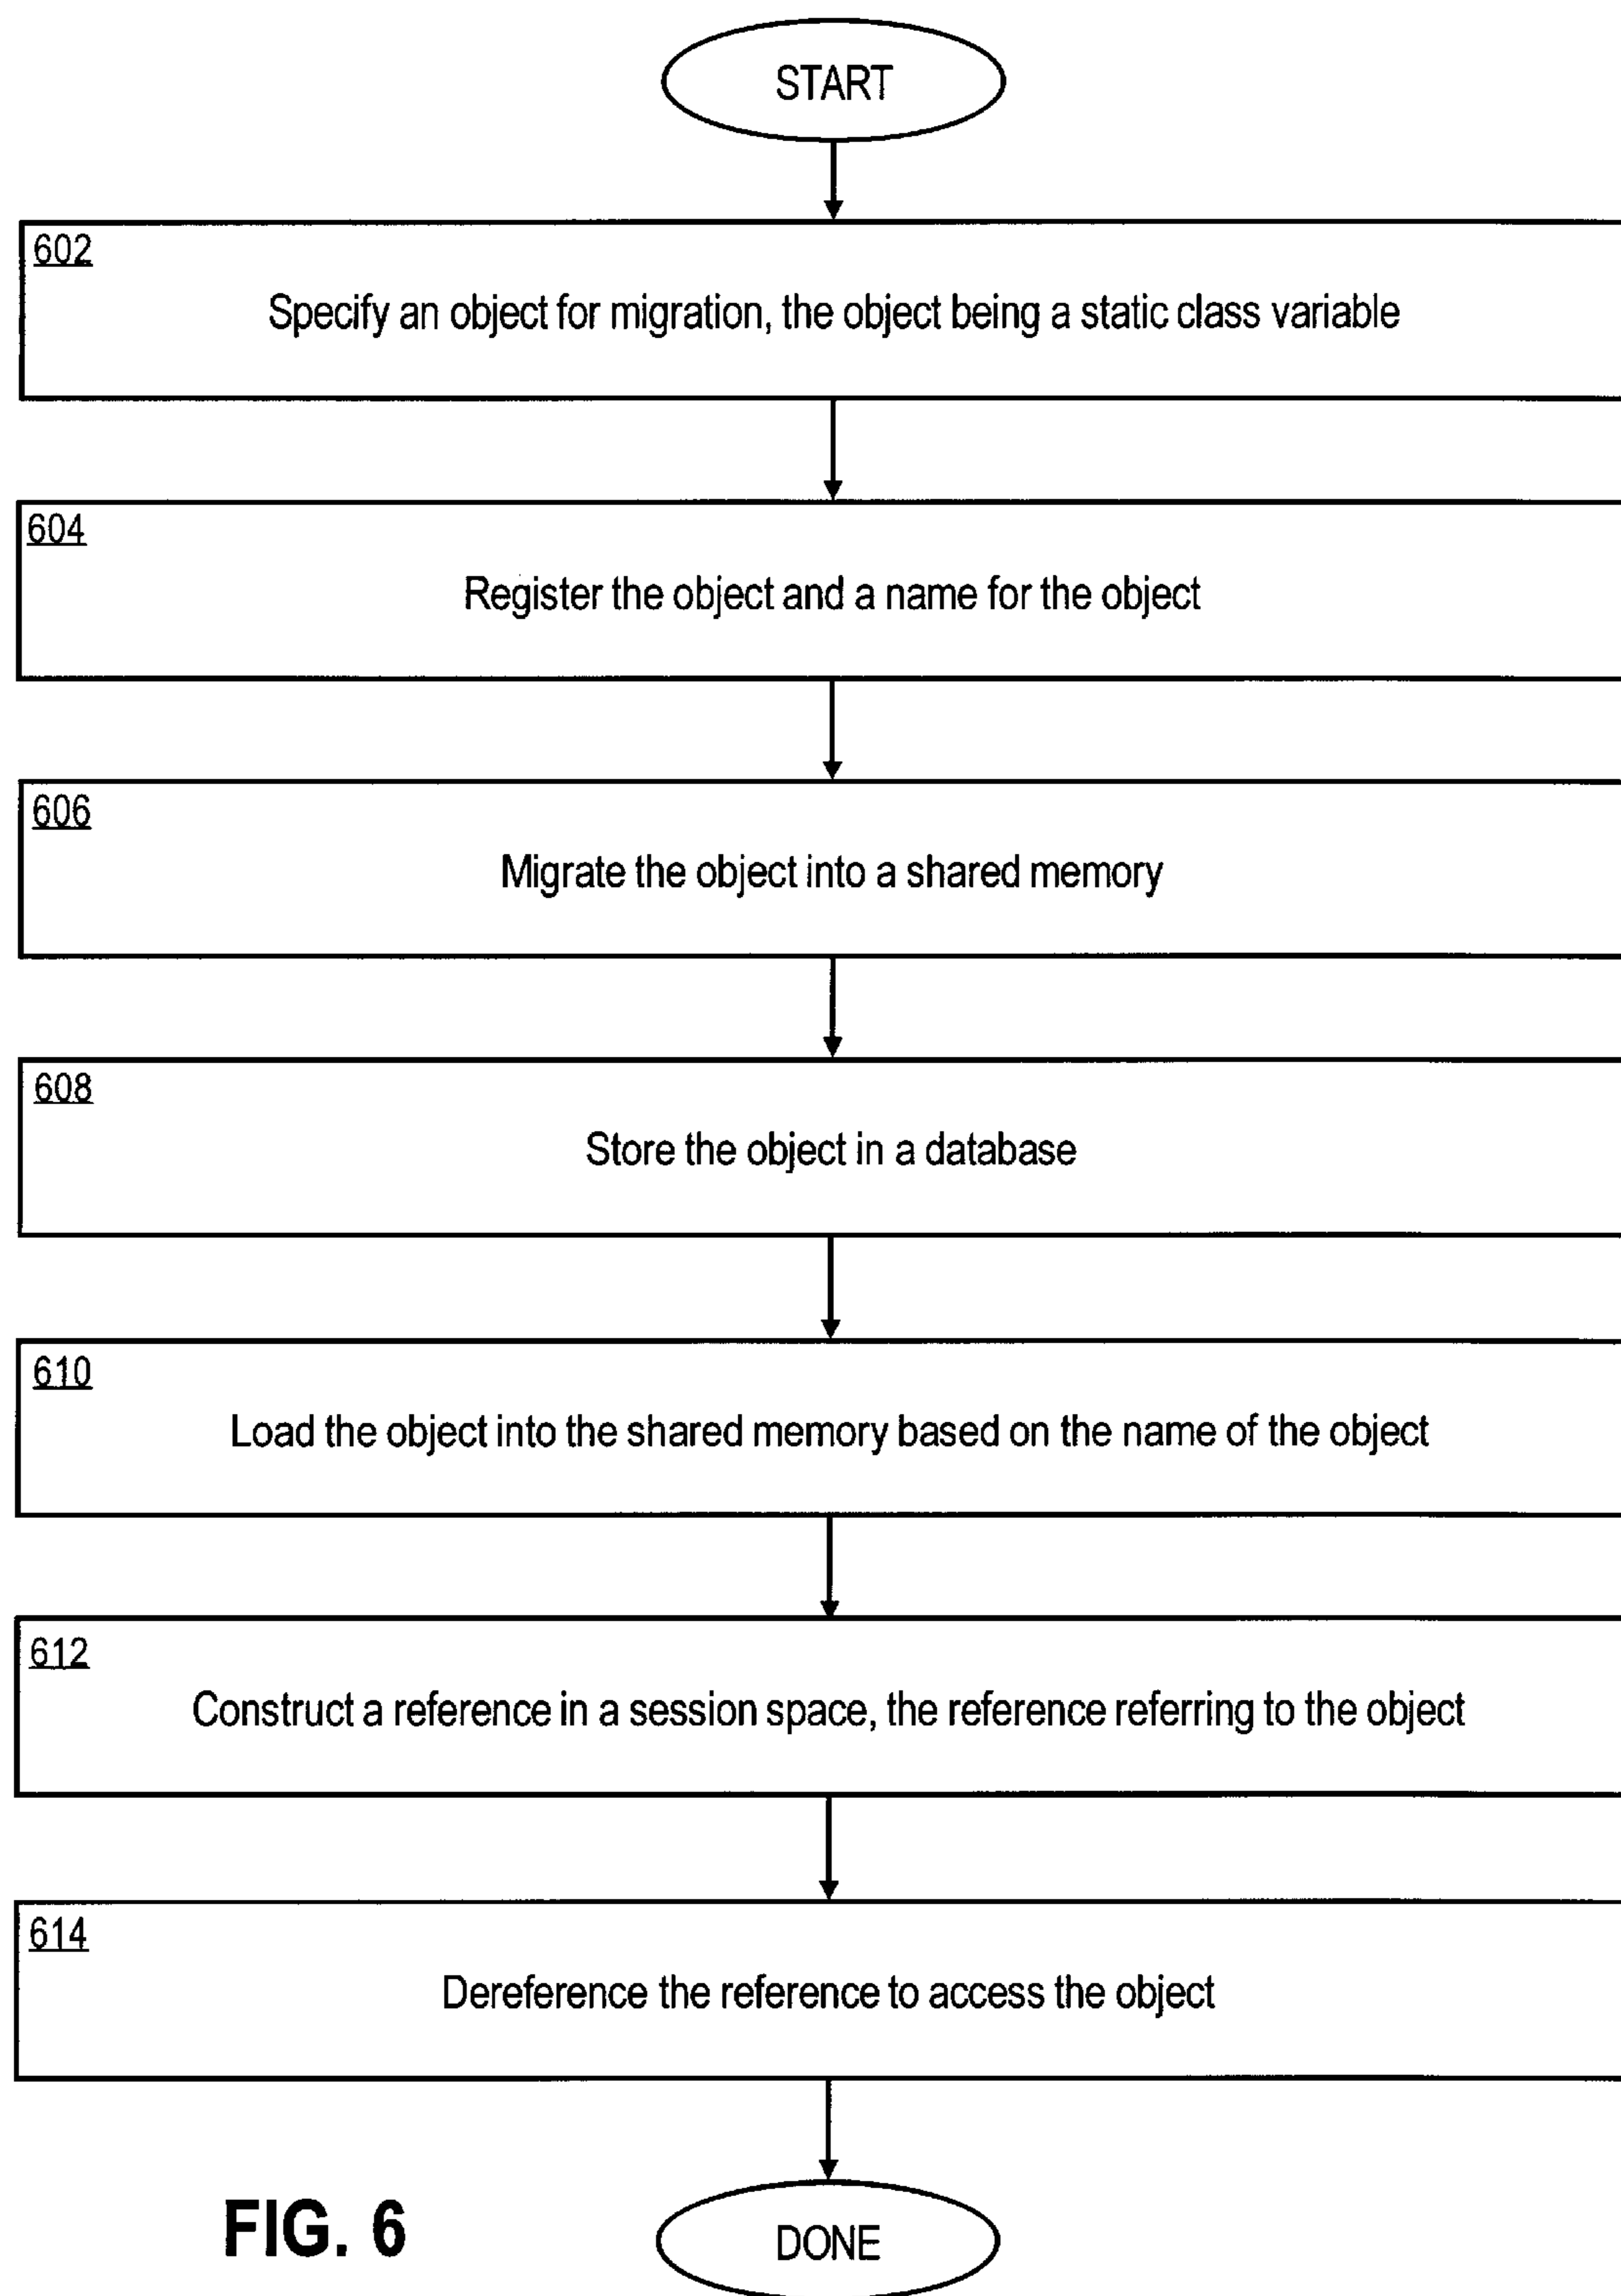 START
602
Specify an object for migration, the object being a static class variable
604
Register the object and a name for the object
606
Migrate the object into a shared memory
608
Store the object in a database
610
Load the object into the shared memory based on the name of the object
612
Construct a reference in a session space, the reference referring to the object
614
Dereference the reference to access the object
FIG. 6
DONE